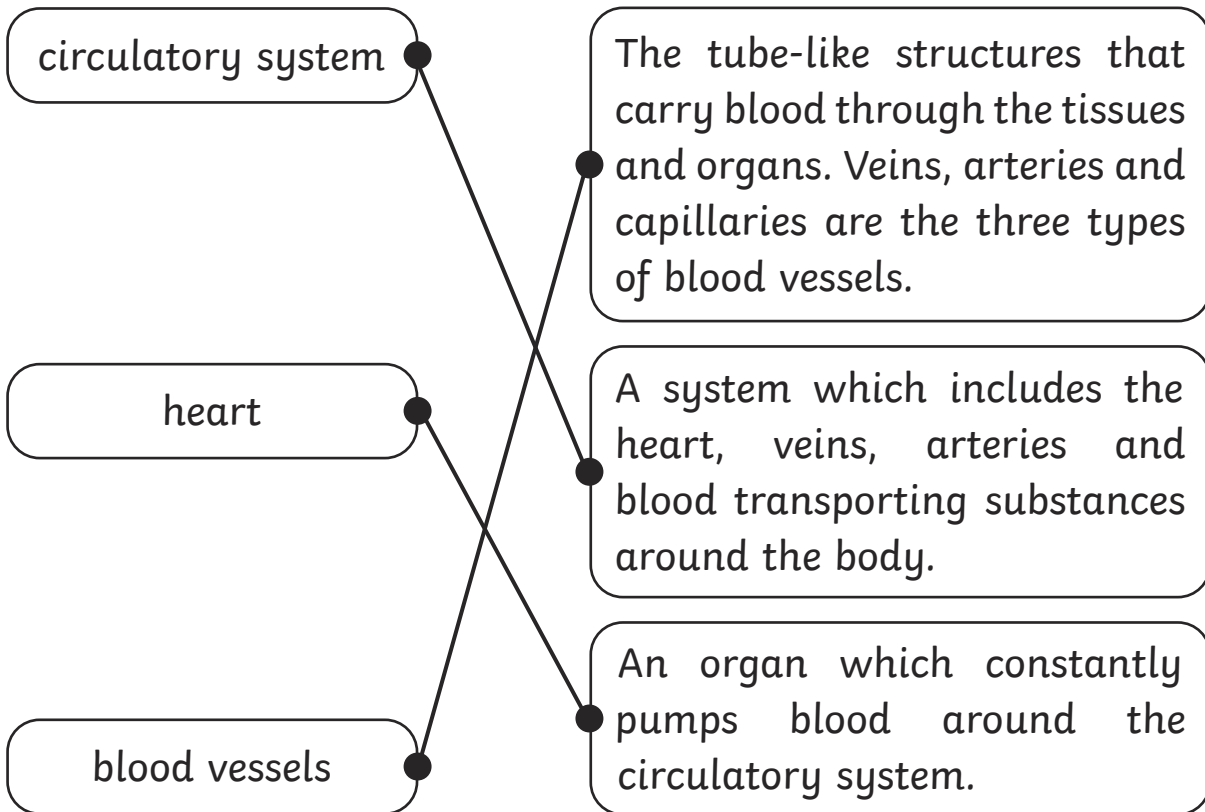 circulatory system
heart
blood vessels
The tube-like structures that
carry blood through the tissues
and organs. Veins, arteries and
capillaries are the three types
of blood vessels.
A system which includes the
heart, veins, arteries and
blood transporting substances
around the body.
An organ which constantly
pumps blood around the
circulatory system.